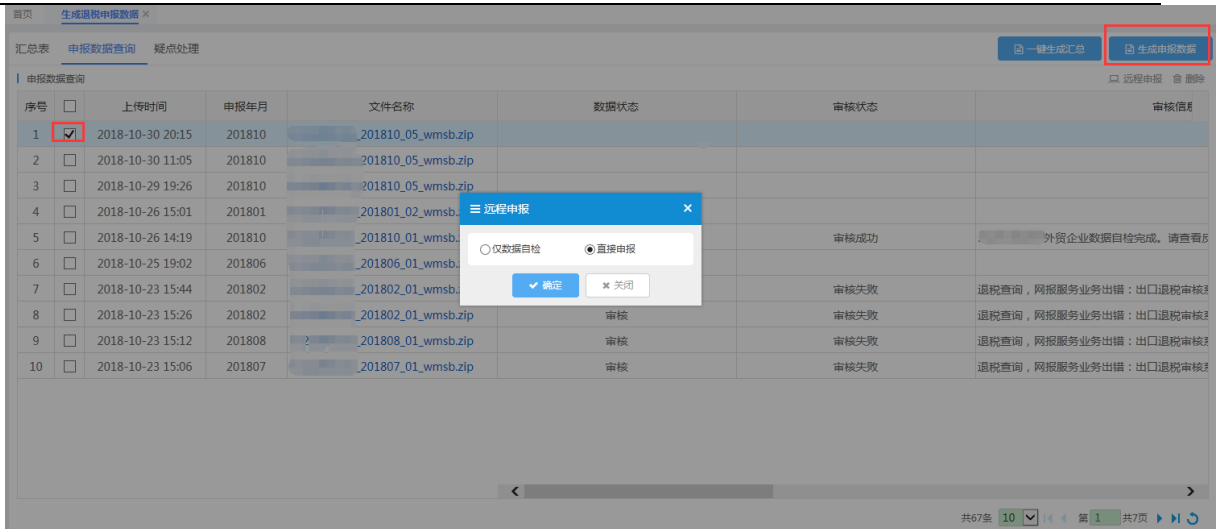 首页 生成退税申报数据 ×
汇总表 申报数据查询 疑点处理 一键生成汇总 生成申报数据
申报数据查询 远程申报 删除
序号 上传时间 申报年月 文件名称 数据状态 审核状态 审核信息
1 2018-10-30 20:15 201810 _201810_05_wmsb.zip
2 2018-10-30 11:05 201810 201810_05_wmsb.zip
3 2018-10-29 19:26 201810 201810_05_wmsb.zip
4 2018-10-26 15:01 201801 _201801_02_wmsb.
5 2018-10-26 14:19 201810 _201810_01_wmsb. 审核成功 外贸企业数据自检完成。请查看反
6 2018-10-25 19:02 201806 _201806_01_wmsb.
7 2018-10-23 15:44 201802 _201802_01_wmsb. 审核失败 退税查询，网报服务业务出错：出口退税审核系
8 2018-10-23 15:26 201802 _201802_01_wmsb.zip 审核 审核失败 退税查询，网报服务业务出错：出口退税审核系
9 2018-10-23 15:12 201808 _201808_01_wmsb.zip 审核 审核失败 退税查询，网报服务业务出错：出口退税审核系
10 2018-10-23 15:06 201807 _201807_01_wmsb.zip 审核 审核失败 退税查询，网报服务业务出错：出口退税审核系
远程申报 ×
仅数据自检 直接申报
确定 关闭
共67条 10 第 1 共7页